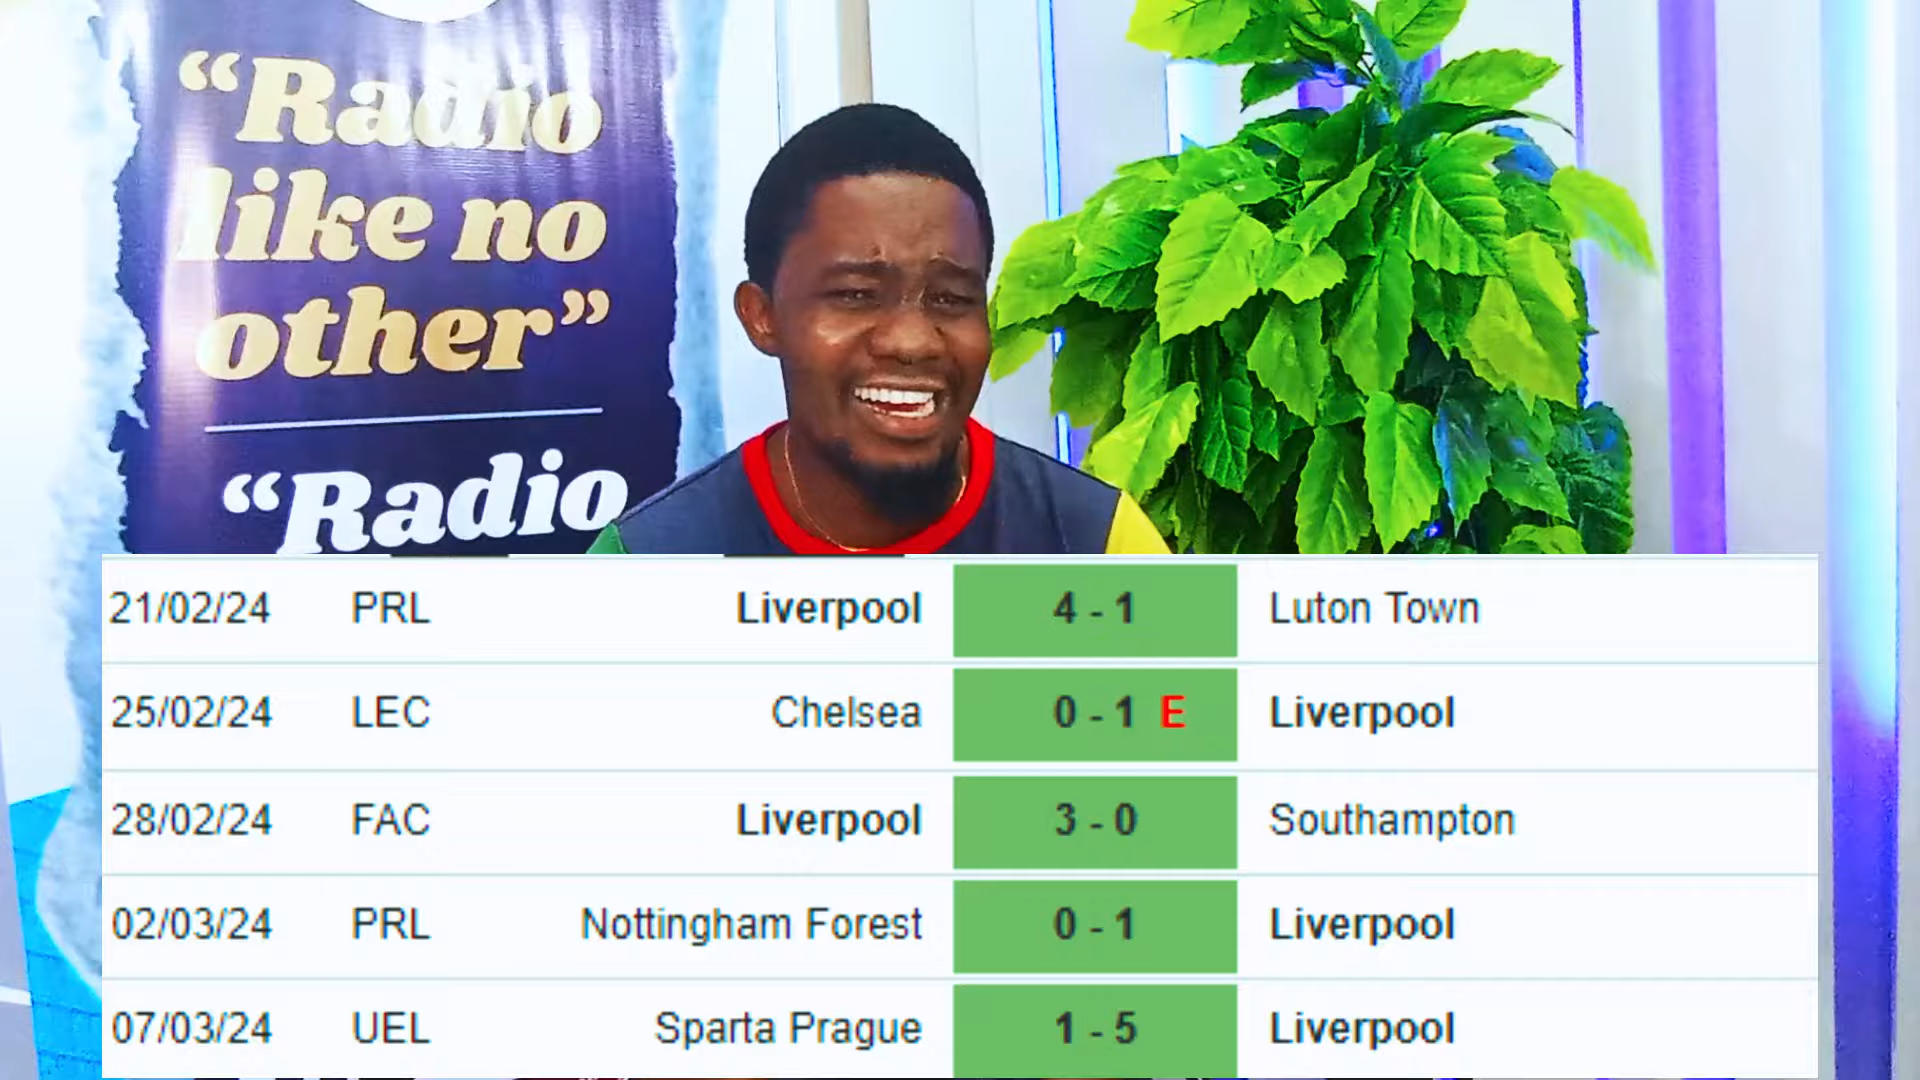 “Radio
like no
other”
“Radio
21/02/24 PRL Liverpool 4 - 1 Luton Town
25/02/24 LEC Chelsea 0 - 1 E Liverpool
28/02/24 FAC Liverpool 3 - 0 Southampton
02/03/24 PRL Nottingham Forest 0 - 1 Liverpool
07/03/24 UEL Sparta Prague 1 - 5 Liverpool